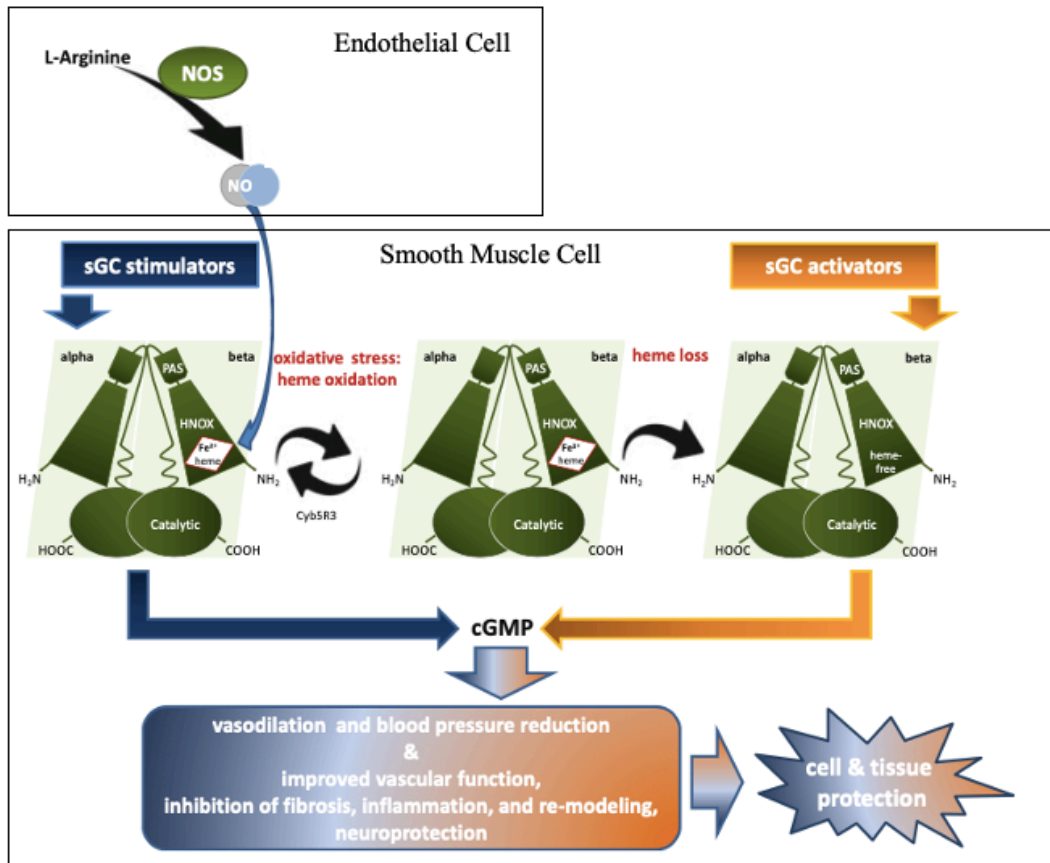 Endothelial Cell
L-Arginine
NOS
NO
Smooth Muscle Cell
sGC stimulators
sGC activators
alpha
beta
PAS
HNOX
heme
H₂N
NH₂
Catalytic
HOOC
COOH
oxidative stress:
heme oxidation
Cyb5R3
alpha
beta
PAS
HNOX
heme
H₂N
NH₂
Catalytic
HOOC
COOH
heme loss
alpha
beta
PAS
HNOX
heme-
free
H₂N
NH₂
Catalytic
HOOC
COOH
cGMP
vasodilation and blood pressure reduction
&
improved vascular function,
inhibition of fibrosis, inflammation, and re-modeling,
neuroprotection
cell & tissue
protection